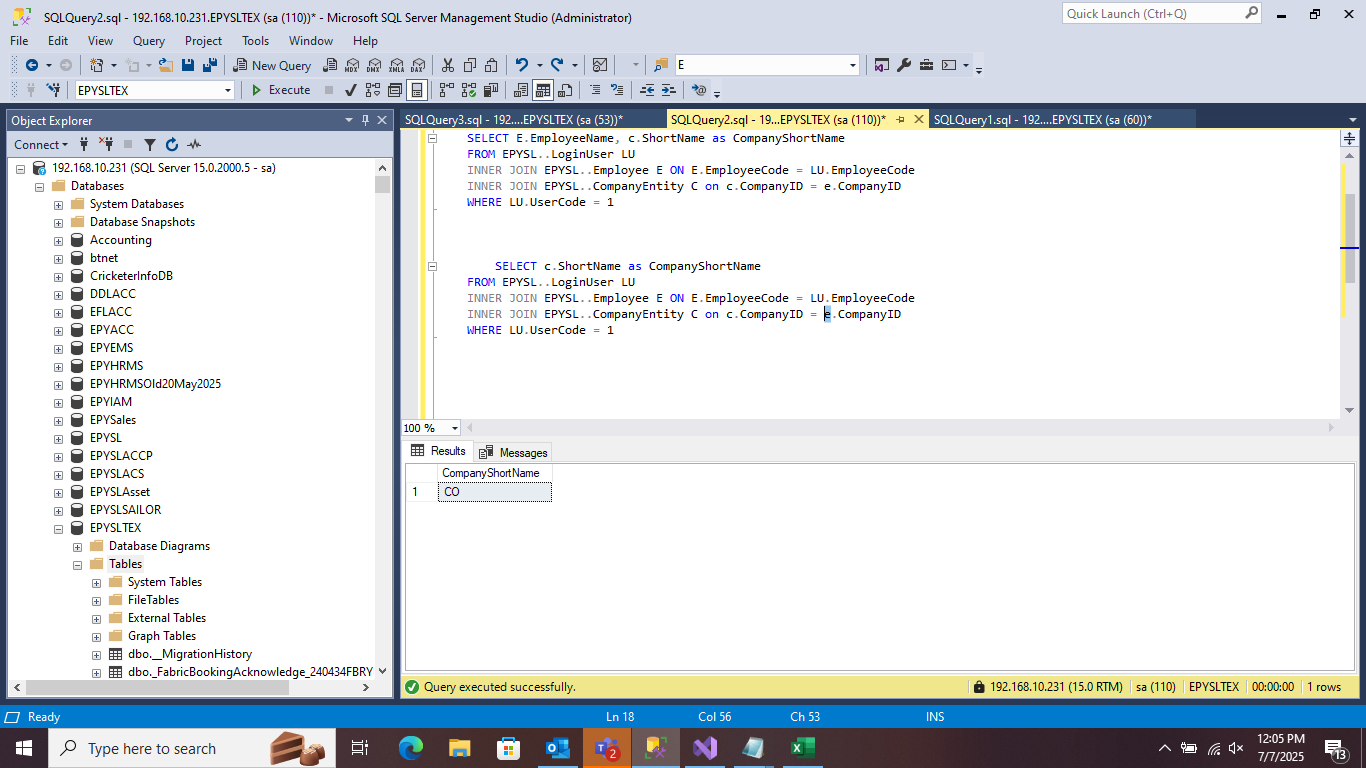 SQLQuery2.sql - 192.168.10.231.EPYSLTEX (sa (110))* - Microsoft SQL Server Management Studio (Administrator)
Quick Launch (Ctrl+Q)
File Edit View Query Project Tools Window Help
New Query
MDX DMX XMLA DAX
E
EPYSLTEX
Execute
Object Explorer
SQLQuery3.sql - 192....EPYSLTEX (sa (53))*
SQLQuery2.sql - 19...EPYSLTEX (sa (110))*
SQLQuery1.sql - 192....EPYSLTEX (sa (60))*
Connect
192.168.10.231 (SQL Server 15.0.2000.5 - sa)
Databases
System Databases
Database Snapshots
Accounting
btnet
CricketerInfoDB
DDLACC
EFLACC
EPYACC
EPYEMS
EPYHRMS
EPYHRMSOld20May2025
EPYIAM
EPYSales
EPYSL
EPYSLACCP
EPYSLACS
EPYSLAsset
EPYSLSAILOR
EPYSLTEX
Database Diagrams
Tables
System Tables
FileTables
External Tables
Graph Tables
dbo.__MigrationHistory
dbo._FabricBookingAcknowledge_240434FBRY
SELECT E.EmployeeName, c.ShortName as CompanyShortName
FROM EPYSL..LoginUser LU
INNER JOIN EPYSL..Employee E ON E.EmployeeCode = LU.EmployeeCode
INNER JOIN EPYSL..CompanyEntity C on c.CompanyID = e.CompanyID
WHERE LU.UserCode = 1
SELECT c.ShortName as CompanyShortName
FROM EPYSL..LoginUser LU
INNER JOIN EPYSL..Employee E ON E.EmployeeCode = LU.EmployeeCode
INNER JOIN EPYSL..CompanyEntity C on c.CompanyID = e.CompanyID
WHERE LU.UserCode = 1
100 %
Results Messages
CompanyShortName
1 CO
Query executed successfully.
192.168.10.231 (15.0 RTM) sa (110) EPYSLTEX 00:00:00 1 rows
Ready Ln 18 Col 56 Ch 53 INS
Type here to search
2
12:05 PM
7/7/2025
13